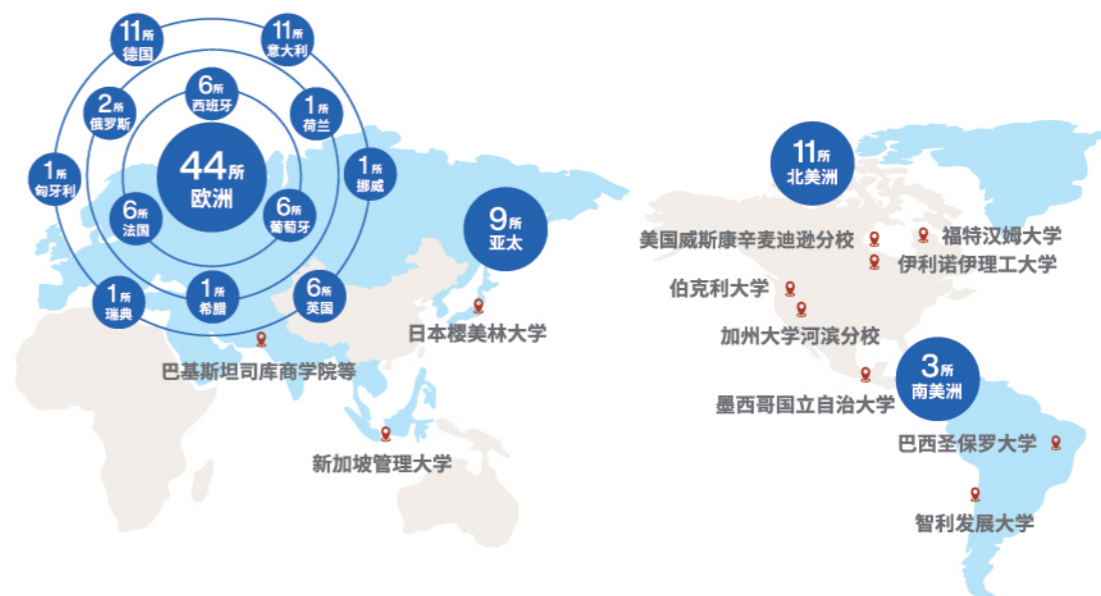 11所
德国
11所
意大利
6所
西班牙
2所
俄罗斯
1所
荷兰
44所
欧洲
1所
匈牙利
1所
挪威
6所
法国
6所
葡萄牙
1所
瑞典
1所
希腊
6所
英国
9所
亚太
日本樱美林大学
巴基斯坦司库商学院等
新加坡管理大学
11所
北美洲
美国威斯康辛麦迪逊分校
福特汉姆大学
伊利诺伊理工大学
伯克利大学
加州大学河滨分校
3所
南美洲
墨西哥国立自治大学
巴西圣保罗大学
智利发展大学